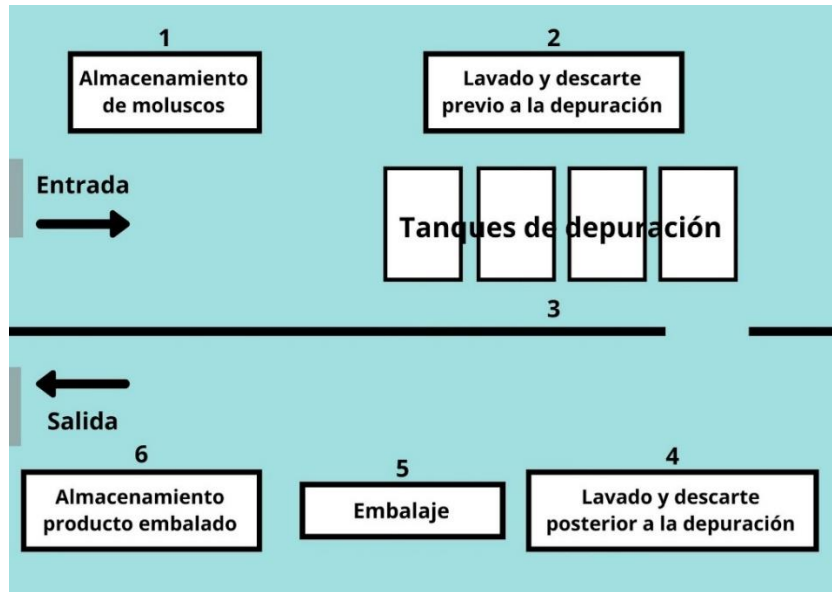 1
Almacenamiento
de moluscos
2
Lavado y descarte
previo a la depuración
Entrada
Tanques de depuración
3
Salida
6
Almacenamiento
producto embalado
5
Embalaje
4
Lavado y descarte
posterior a la depuración